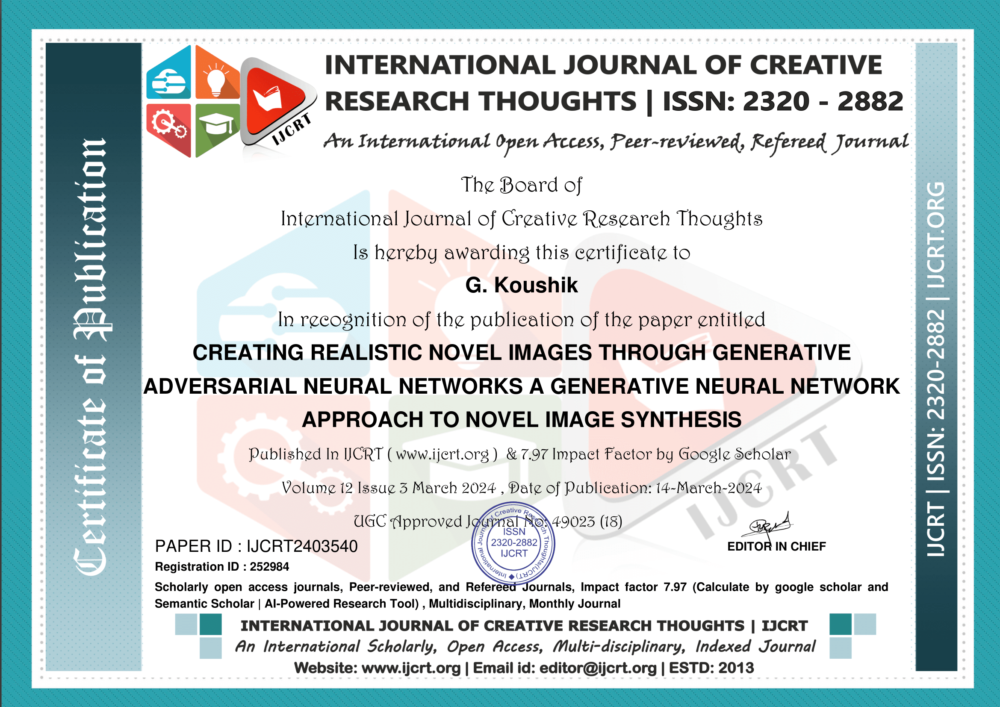 Certificate of Publication
IJCRT
INTERNATIONAL JOURNAL OF CREATIVE
RESEARCH THOUGHTS | ISSN: 2320 - 2882
An International Open Access, Peer-reviewed, Refereed Journal
The Board of
International Journal of Creative Research Thoughts
Is hereby awarding this certificate to
G. Koushik
In recognition of the publication of the paper entitled
CREATING REALISTIC NOVEL IMAGES THROUGH GENERATIVE
ADVERSARIAL NEURAL NETWORKS A GENERATIVE NEURAL NETWORK
APPROACH TO NOVEL IMAGE SYNTHESIS
Published In IJCRT ( www.ijcrt.org ) & 7.97 Impact Factor by Google Scholar
Volume 12 Issue 3 March 2024 , Date of Publication: 14-March-2024
UGC Approved Journal No: 49023 (18)
IJCRT
International Journal of Creative Research Thoughts(IJCRT)
ISSN
2320-2882
IJCRT
PAPER ID : IJCRT2403540
Registration ID : 252984
EDITOR IN CHIEF
Scholarly open access journals, Peer-reviewed, and Refereed Journals, Impact factor 7.97 (Calculate by google scholar and
Semantic Scholar | AI-Powered Research Tool) , Multidisciplinary, Monthly Journal
INTERNATIONAL JOURNAL OF CREATIVE RESEARCH THOUGHTS | IJCRT
An International Scholarly, Open Access, Multi-disciplinary, Indexed Journal
Website: www.ijcrt.org | Email id: editor@ijcrt.org | ESTD: 2013
IJCRT | ISSN: 2320-2882 | IJCRT.ORG